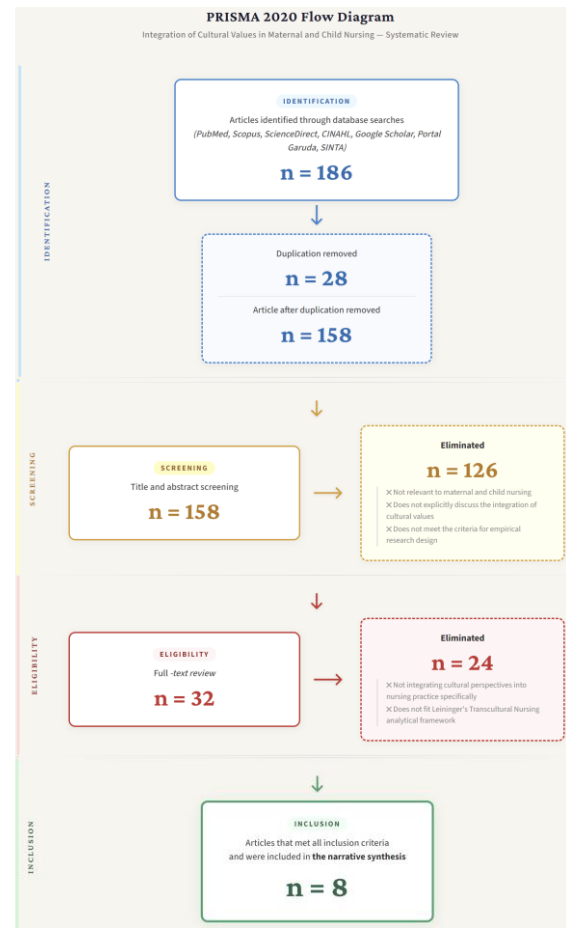 PRISMA 2020 Flow Diagram
Integration of Cultural Values in Maternal and Child Nursing — Systematic Review
IDENTIFICATION
IDENTIFICATION
Articles identified through database searches
(PubMed, Scopus, ScienceDirect, CINAHL, Google Scholar, Portal
Garuda, SINTA)
n = 186
Duplication removed
n = 28
Article after duplication removed
n = 158
SCREENING
SCREENING
Title and abstract screening
n = 158
Eliminated
n = 126
✕ Not relevant to maternal and child nursing
✕ Does not explicitly discuss the integration of
cultural values
✕ Does not meet the criteria for empirical
research design
ELIGIBILITY
ELIGIBILITY
Full -text review
n = 32
Eliminated
n = 24
✕ Not integrating cultural perspectives into
nursing practice specifically
✕ Does not fit Leininger's Transcultural Nursing
analytical framework
INCLUSION
INCLUSION
Articles that met all inclusion criteria
and were included in the narrative synthesis
n = 8